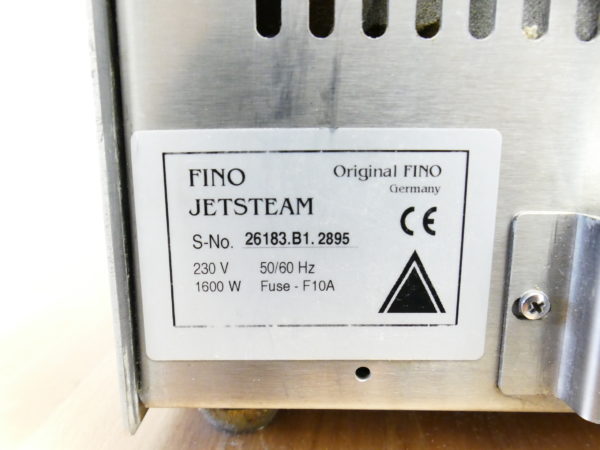 FINO
Original FINO
Germany
JETSTEAM
CE
S-No. 26183.B1.2895
230 V 50/60 Hz
1600 W Fuse - F10A